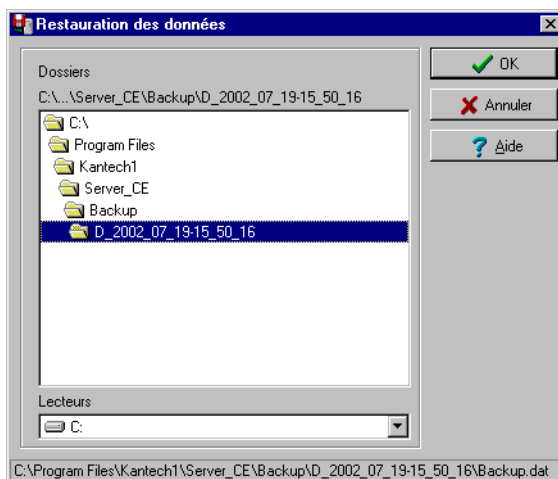 Restauration des données
Dossiers
C:\...\Server_CE\Backup\D_2002_07_19-15_50_16
C:\
Program Files
Kantech1
Server_CE
Backup
D_2002_07_19-15_50_16
Lecteurs
C:
OK
Annuler
Aide
C:\Program Files\Kantech1\Server_CE\Backup\D_2002_07_19-15_50_16\Backup.dat